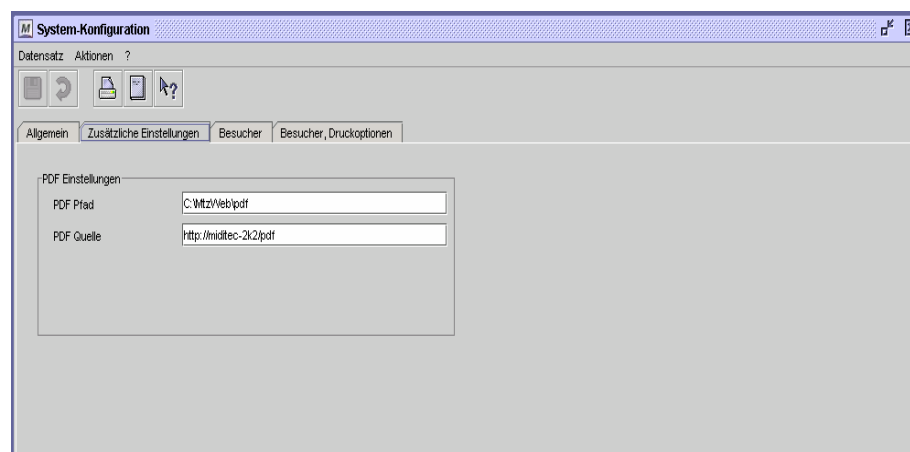 M System-Konfiguration
Datensatz Aktionen ?
Allgemein Zusätzliche Einstellungen Besucher Besucher, Druckoptionen
PDF Einstellungen
PDF Pfad C:\MtzWeb\pdf
PDF Quelle http://miditec-2k2/pdf